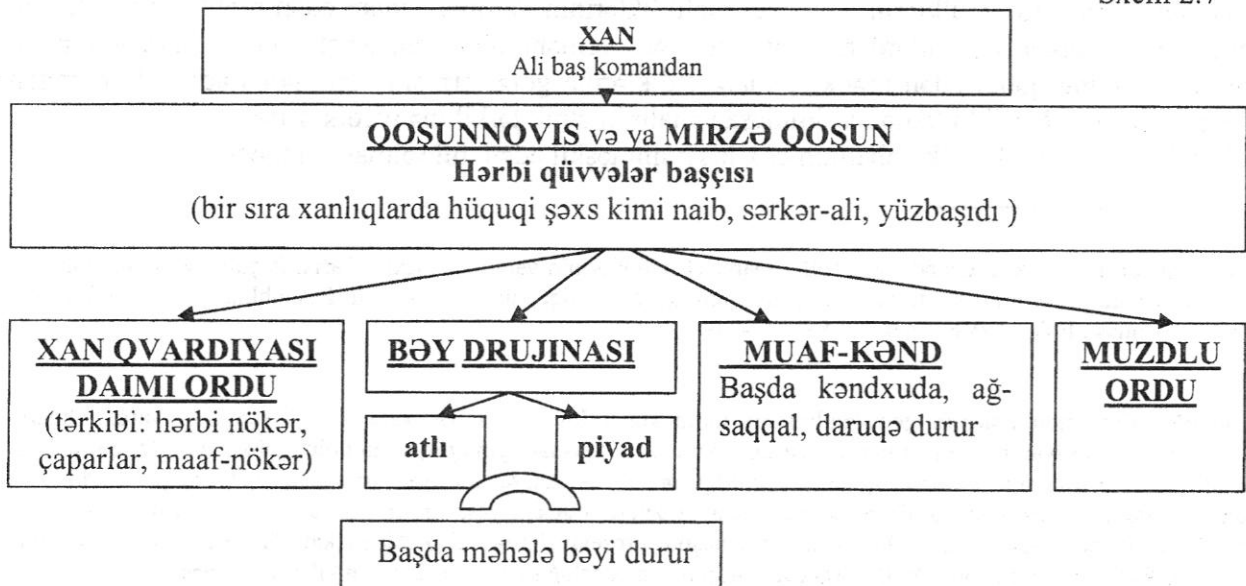 XAN
Ali baş komandan
QOŞUNNOVIS və ya MIRZƏ QOŞUN
Hərbi qüvvələr başçısı
(bir sıra xanlıqlarda hüquqi şəxs kimi naib, sərkər-ali, yüzbaşıdı )
XAN QVARDIYASI
DAIMI ORDU
(tərkibi: hərbi nökər,
çaparlar, maaf-nökər)
BƏY DRUJINASI
atlı
piyad
Başda məhələ bəyi durur
MUAF-KƏND
Başda kəndxuda, ağ-
saqqal, daruqə durur
MUZDLU
ORDU